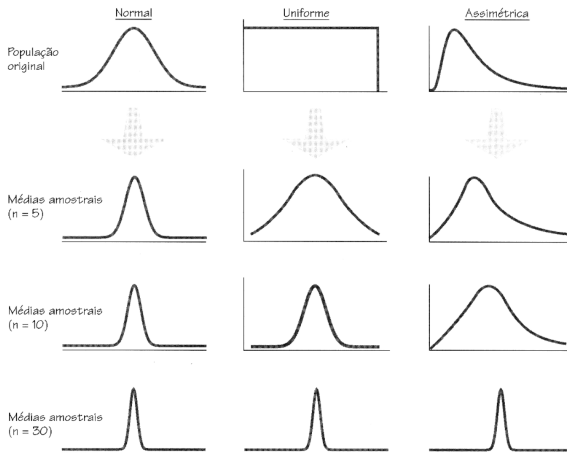 Normal
Uniforme
Assimétrica
População
original
Médias amostrais
(n = 5)
Médias amostrais
(n = 10)
Médias amostrais
(n = 30)